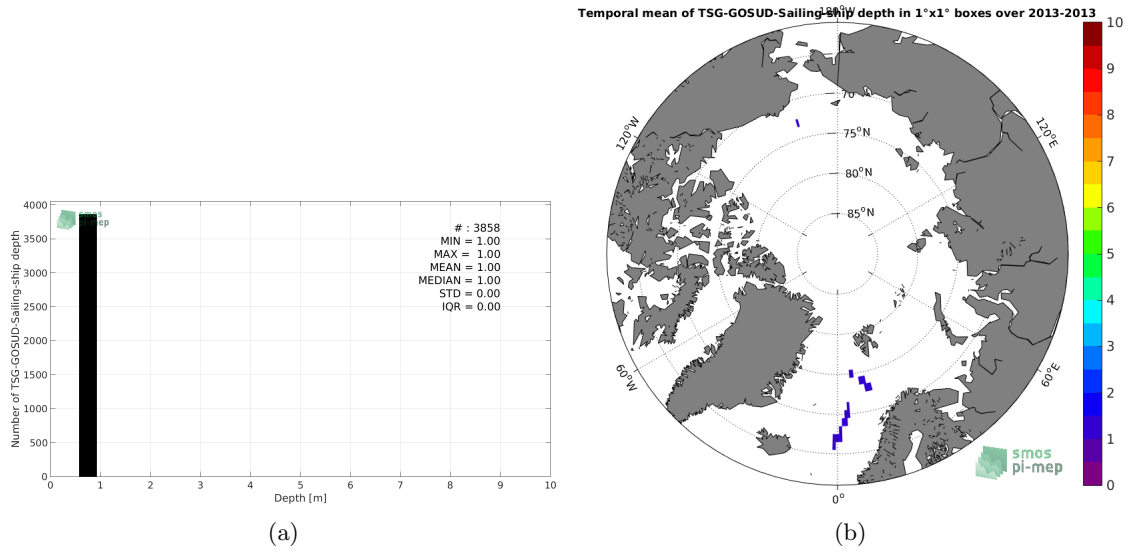 Temporal mean of TSG-GOSUD-Sailing-ship depth in 1°x1° boxes over 2013-2013
180°W
120°W
120°E
60°W
60°E
0°
70
75°N
80°N
85°N
10
9
8
7
6
5
4
3
2
1
0
smos
pi-mep
Number of TSG-GOSUD-Sailing-ship depth
4000
3500
3000
2500
2000
1500
1000
500
0
smos
pi-mep
# : 3858
MIN = 1.00
MAX = 1.00
MEAN = 1.00
MEDIAN = 1.00
STD = 0.00
IQR = 0.00
0 1 2 3 4 5 6 7 8 9 10
Depth [m]
(a)
(b)